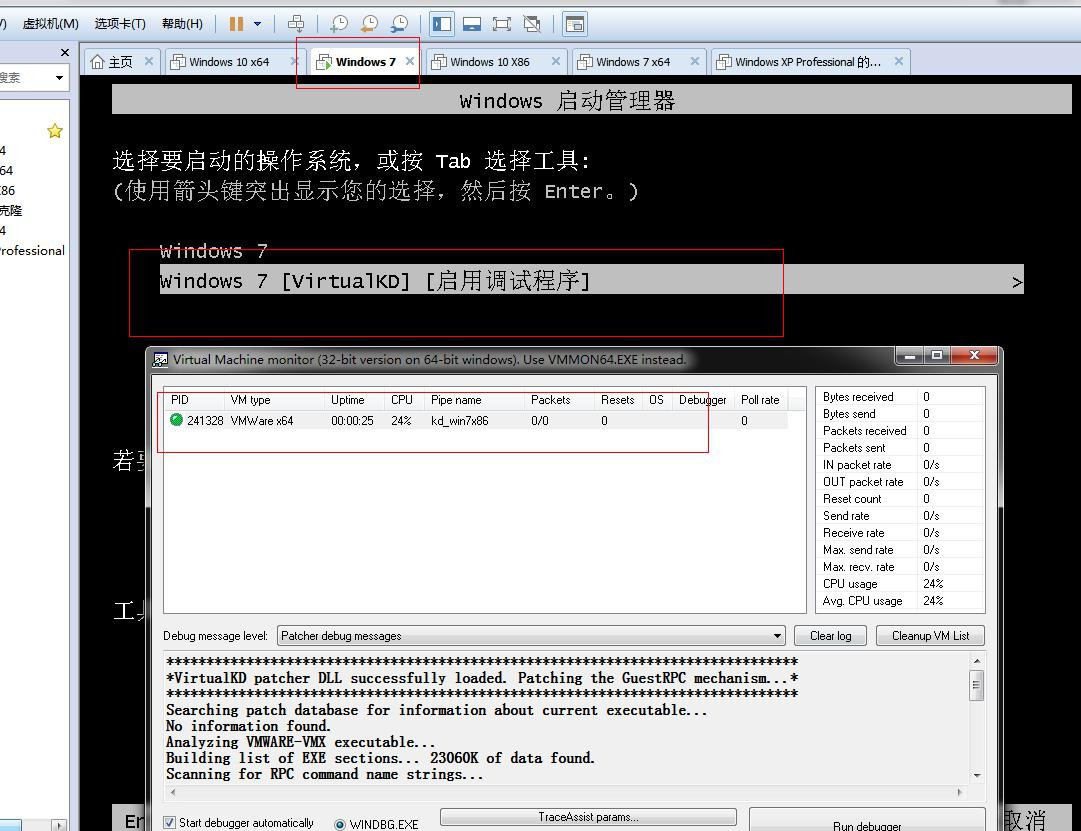 虚拟机(M) 选项卡(T) 帮助(H)
主页 Windows 10 x64 Windows 7 Windows 10 X86 Windows 7 x64 Windows XP Professional 的...
搜索
4
64
X86
克隆
4
Professional
Windows 启动管理器
选择要启动的操作系统，或按 Tab 选择工具:
(使用箭头键突出显示您的选择，然后按 Enter。)
Windows 7
Windows 7 [VirtualKD] [启用调试程序] >
若要
工具
Virtual Machine monitor (32-bit version on 64-bit windows). Use VMMON64.EXE instead.
PID VM type Uptime CPU Pipe name Packets Resets OS Debugger Poll rate
241328 VMWare x64 00:00:25 24% kd_win7x86 0/0 0 0
Bytes received 0
Bytes send 0
Packets received 0
Packets sent 0
IN packet rate 0/s
OUT packet rate 0/s
Reset count 0
Send rate 0/s
Receive rate 0/s
Max. send rate 0/s
Max. recv. rate 0/s
CPU usage 24%
Avg. CPU usage 24%
Debug message level: Patcher debug messages Clear log Cleanup VM List
*******************************************************************************
*VirtualKD patcher DLL successfully loaded. Patching the GuestRPC mechanism...*
*******************************************************************************
Searching patch database for information about current executable...
No information found.
Analyzing VMWARE-VMX executable...
Building list of EXE sections... 23060K of data found.
Scanning for RPC command name strings...
Start debugger automatically WINDBG.EXE TraceAssist params... Run debugger
En 取消